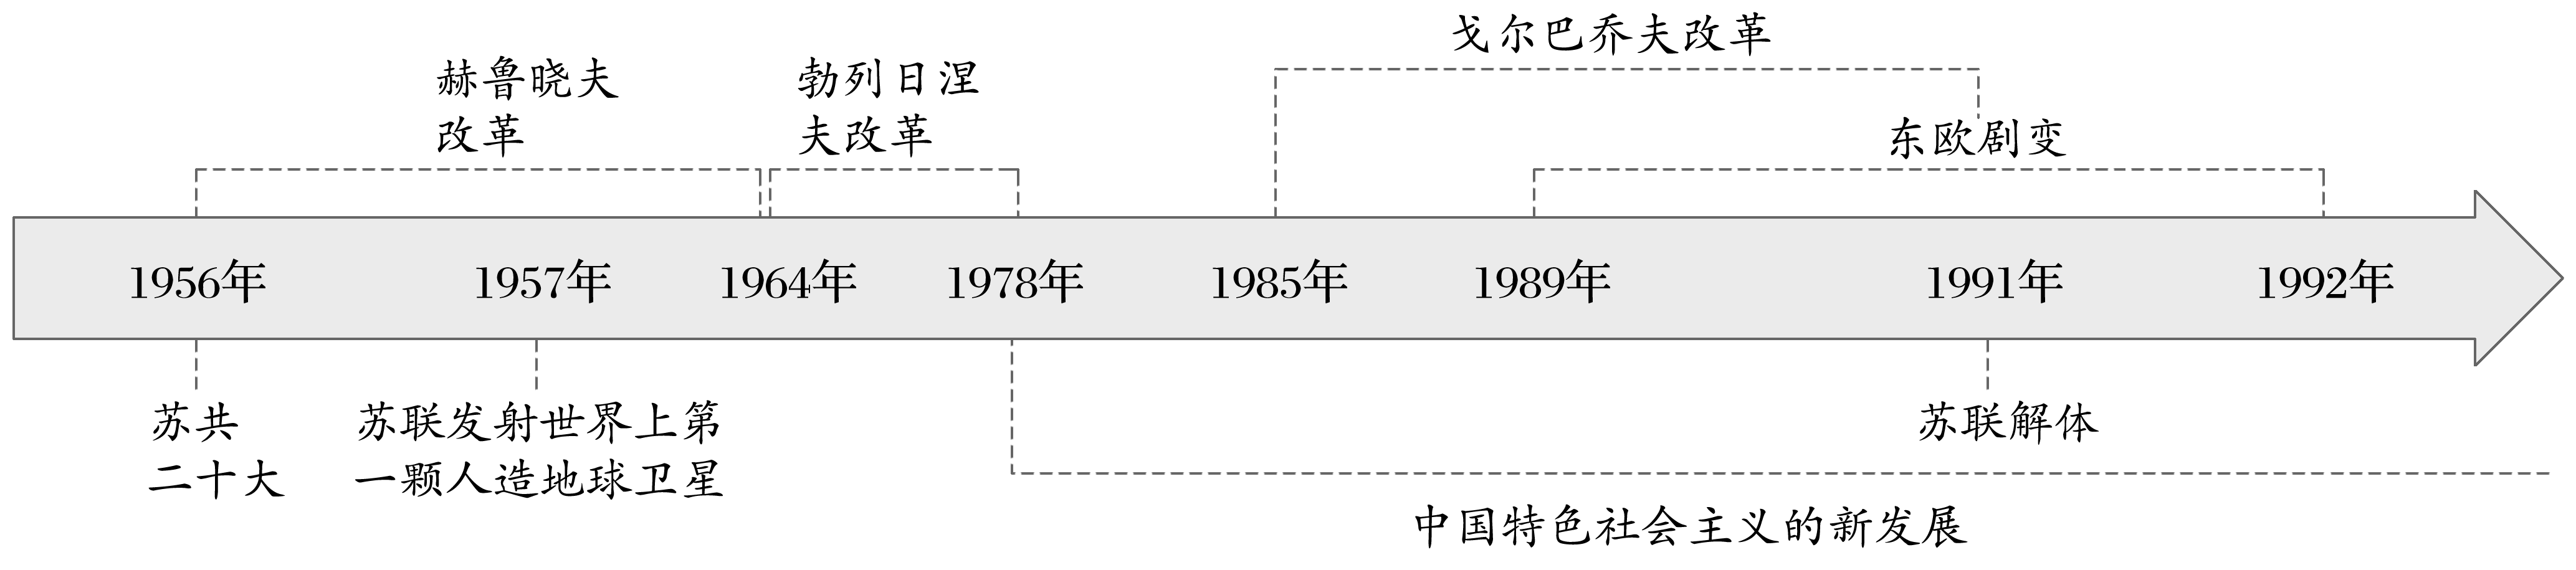 戈尔巴乔夫改革
赫鲁晓夫
改革
勃列日涅
夫改革
东欧剧变
1956年
1957年
1964年
1978年
1985年
1989年
1991年
1992年
苏共
二十大
苏联发射世界上第
一颗人造地球卫星
苏联解体
中国特色社会主义的新发展